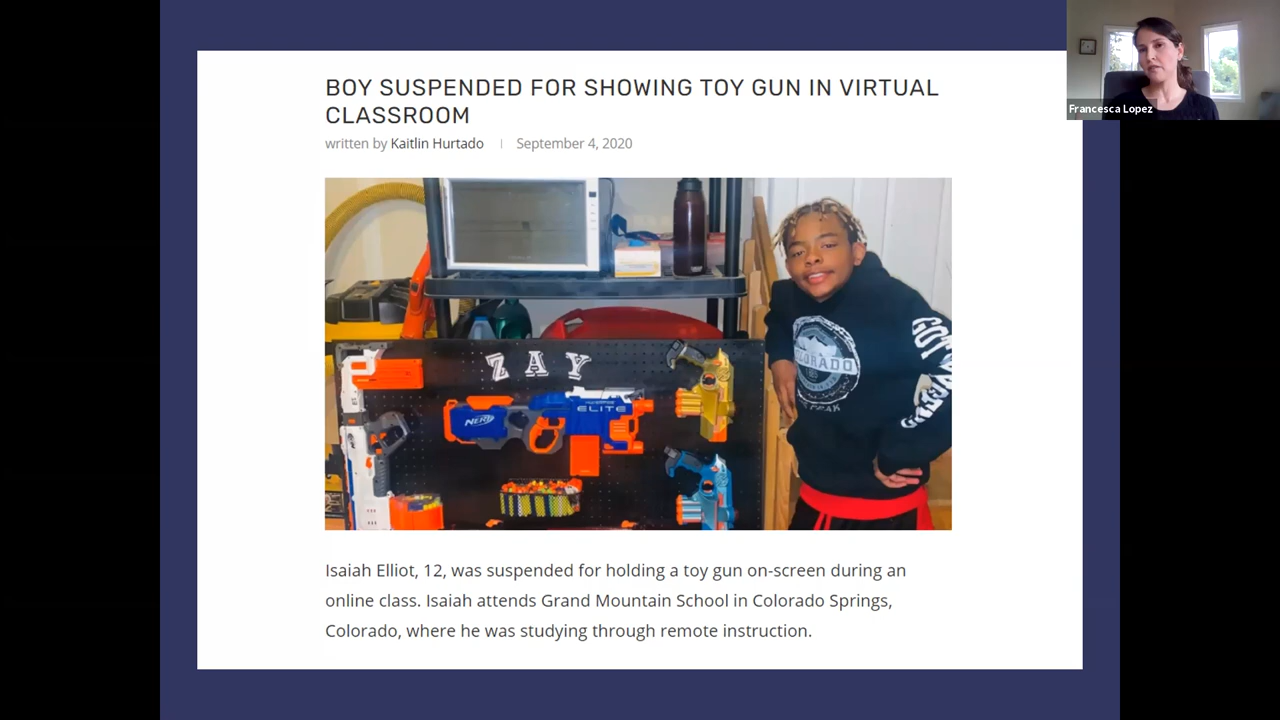 BOY SUSPENDED FOR SHOWING TOY GUN IN VIRTUAL
CLASSROOM
written by Kaitlin Hurtado | September 4, 2020
Francesca Lopez
ZAY
NERF
ELITE
COLORADO
PEAK
GOT
Isaiah Elliot, 12, was suspended for holding a toy gun on-screen during an
online class. Isaiah attends Grand Mountain School in Colorado Springs,
Colorado, where he was studying through remote instruction.